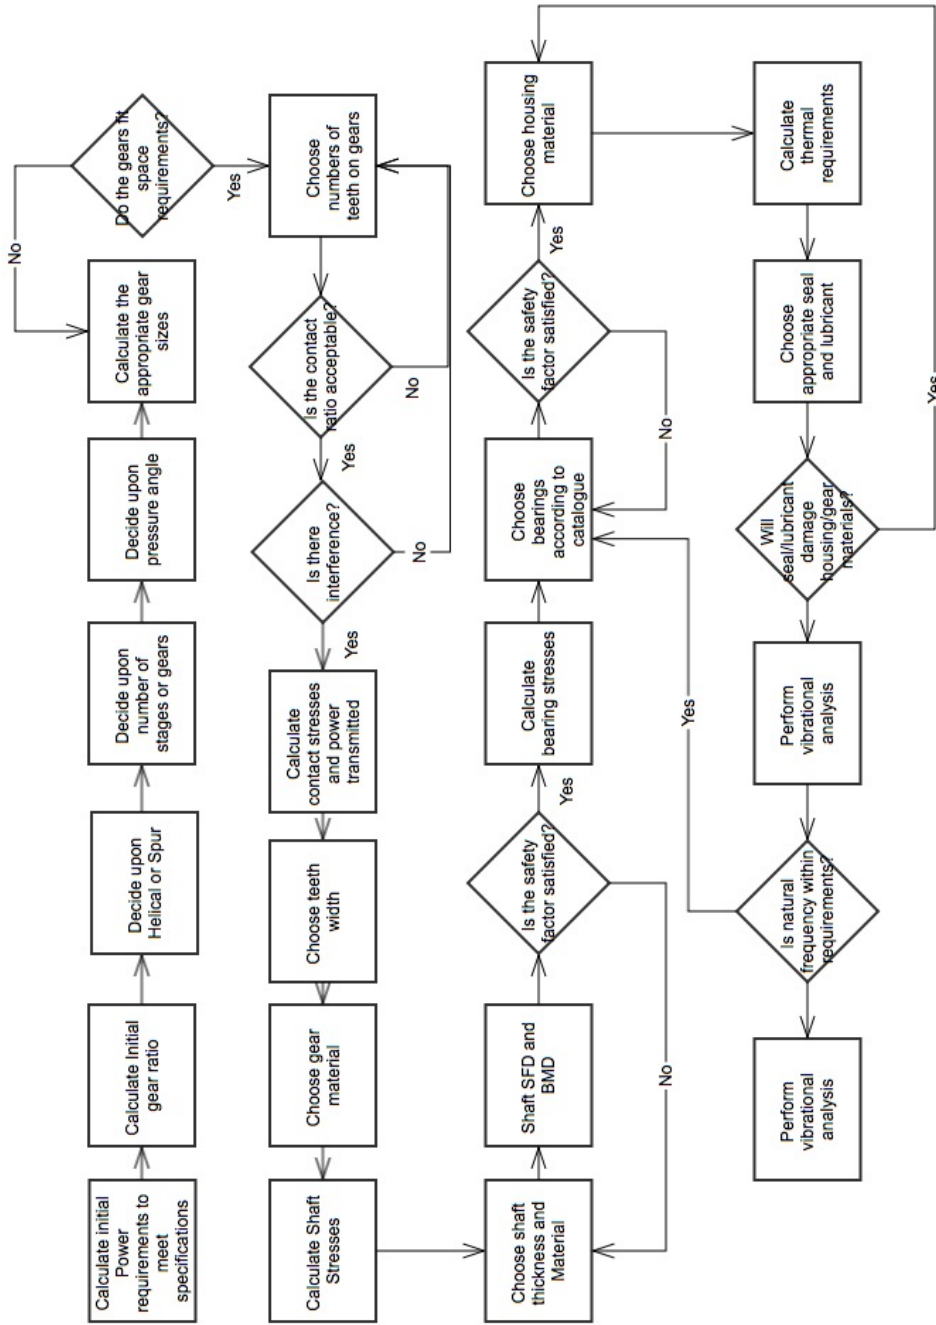 Calculate initial
Power
requirements to
meet
specifications
Calculate Initial
gear ratio
Decide upon
Helical or Spur
Decide upon
number of
stages or gears
Decide upon
pressure angle
Calculate the
appropriate gear
sizes
No
Do the gears fit
space
requirements?
Yes
Choose
numbers of
teeth on gears
Is the contact
ratio acceptable?
No
Yes
Is there
interference?
No
Yes
Calculate
contact stresses
and power
transmitted
Choose teeth
width
Choose gear
material
Calculate Shaft
Stresses
Choose shaft
thickness and
Material
Shaft SFD and
BMD
Is the safety
factor satisfied?
No
Yes
Calculate
bearing stresses
Choose
bearings
according to
catalogue
Is the safety
factor satisfied?
No
Yes
Choose housing
material
Calculate
thermal
requirements
Choose
appropriate seal
and lubricant
Will
seal/lubricant
damage
housing/gear
materials?
Yes
Perform
vibrational
analysis
Is natural
frequency within
requirements?
Yes
Perform
vibrational
analysis